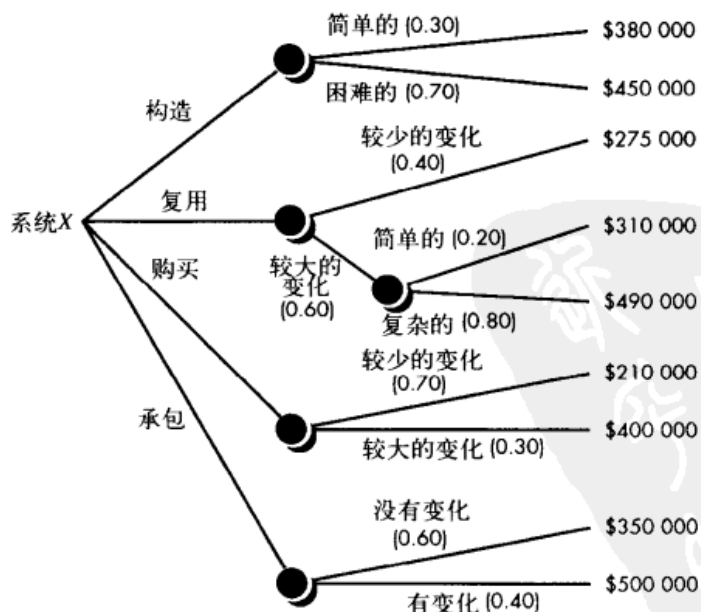 简单的 (0.30)
$380 000
困难的 (0.70)
$450 000
构造
较少的变化
(0.40)
$275 000
系统X
复用
简单的 (0.20)
$310 000
较大的
变化
(0.60)
复杂的 (0.80)
$490 000
购买
较少的变化
(0.70)
$210 000
较大的变化 (0.30)
$400 000
承包
没有变化
(0.60)
$350 000
有变化 (0.40)
$500 000